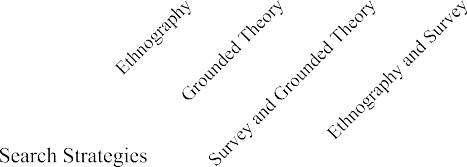 Ethnography
Grounded Theory
Survey and Grounded Theory
Ethnography and Survey
Search Strategies